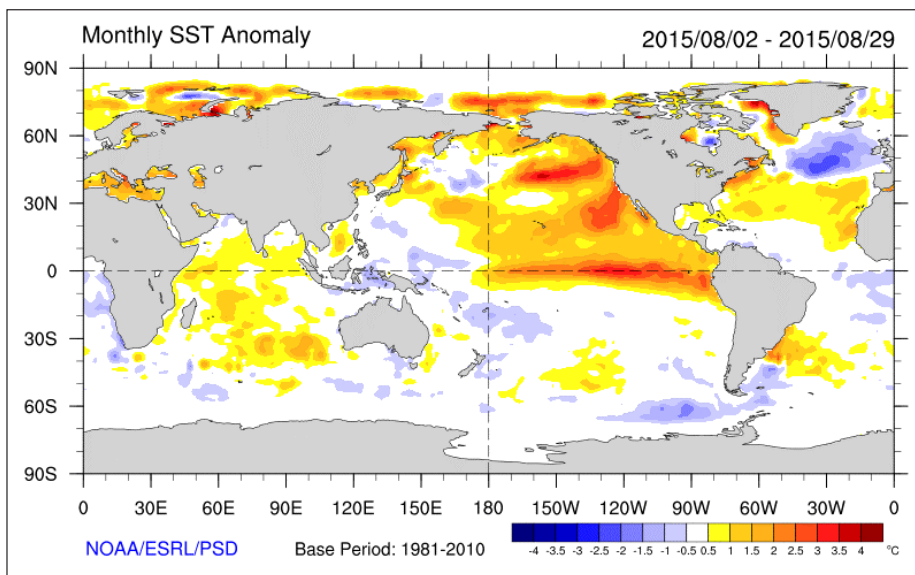 Monthly SST Anomaly 2015/08/02 - 2015/08/29
90N
60N
30N
0
30S
60S
90S
0 30E 60E 90E 120E 150E 180 150W 120W 90W 60W 30W 0
NOAA/ESRL/PSD Base Period: 1981-2010
-4 -3.5 -3 -2.5 -2 -1.5 -1 -0.5 0.5 1 1.5 2 2.5 3 3.5 4 °C